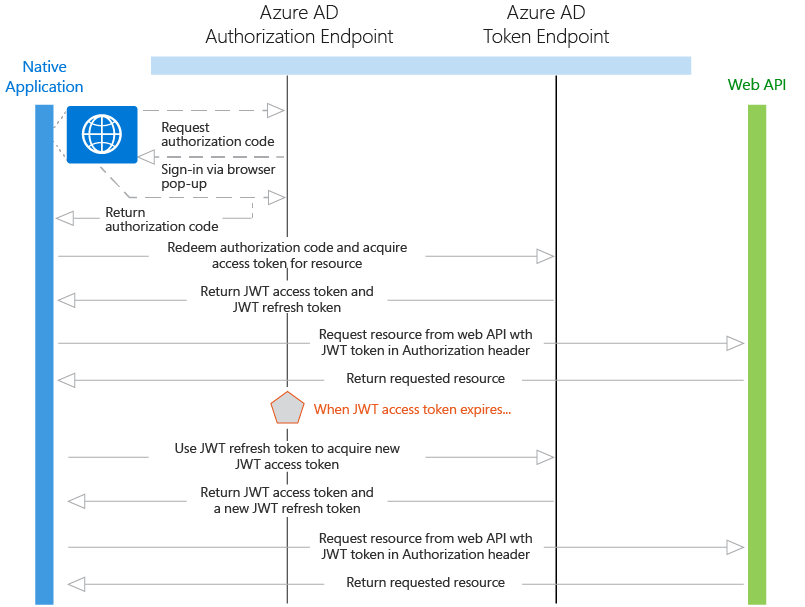 Azure AD
Authorization Endpoint
Azure AD
Token Endpoint
Native
Application
Web API
Request
authorization code
Sign-in via browser
pop-up
Return
authorization code
Redeem authorization code and acquire
access token for resource
Return JWT access token and
JWT refresh token
Request resource from web API wth
JWT token in Authorization header
Return requested resource
When JWT access token expires...
Use JWT refresh token to acquire new
JWT access token
Return JWT access token and
a new JWT refresh token
Request resource from web API wth
JWT token in Authorization header
Return requested resource